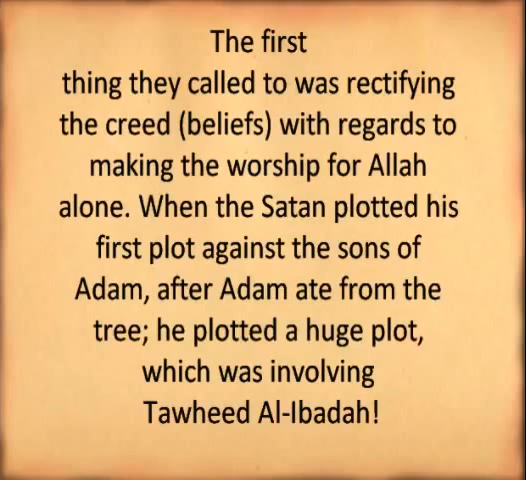 The first
thing they called to was rectifying
the creed (beliefs) with regards to
making the worship for Allah
alone. When the Satan plotted his
first plot against the sons of
Adam, after Adam ate from the
tree; he plotted a huge plot,
which was involving
Tawheed Al-Ibadah!